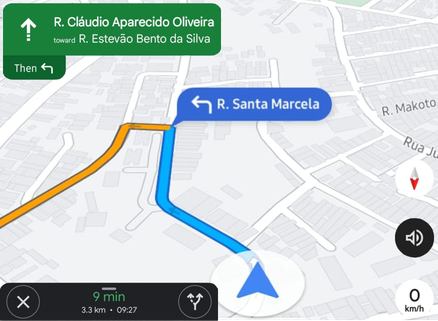 R. Cláudio Aparecido Oliveira
toward R. Estevão Bento da Silva
Then
R. Santa Marcela
R. Makoto
Rua Ju
0
km/h
9 min
3.3 km • 09:27